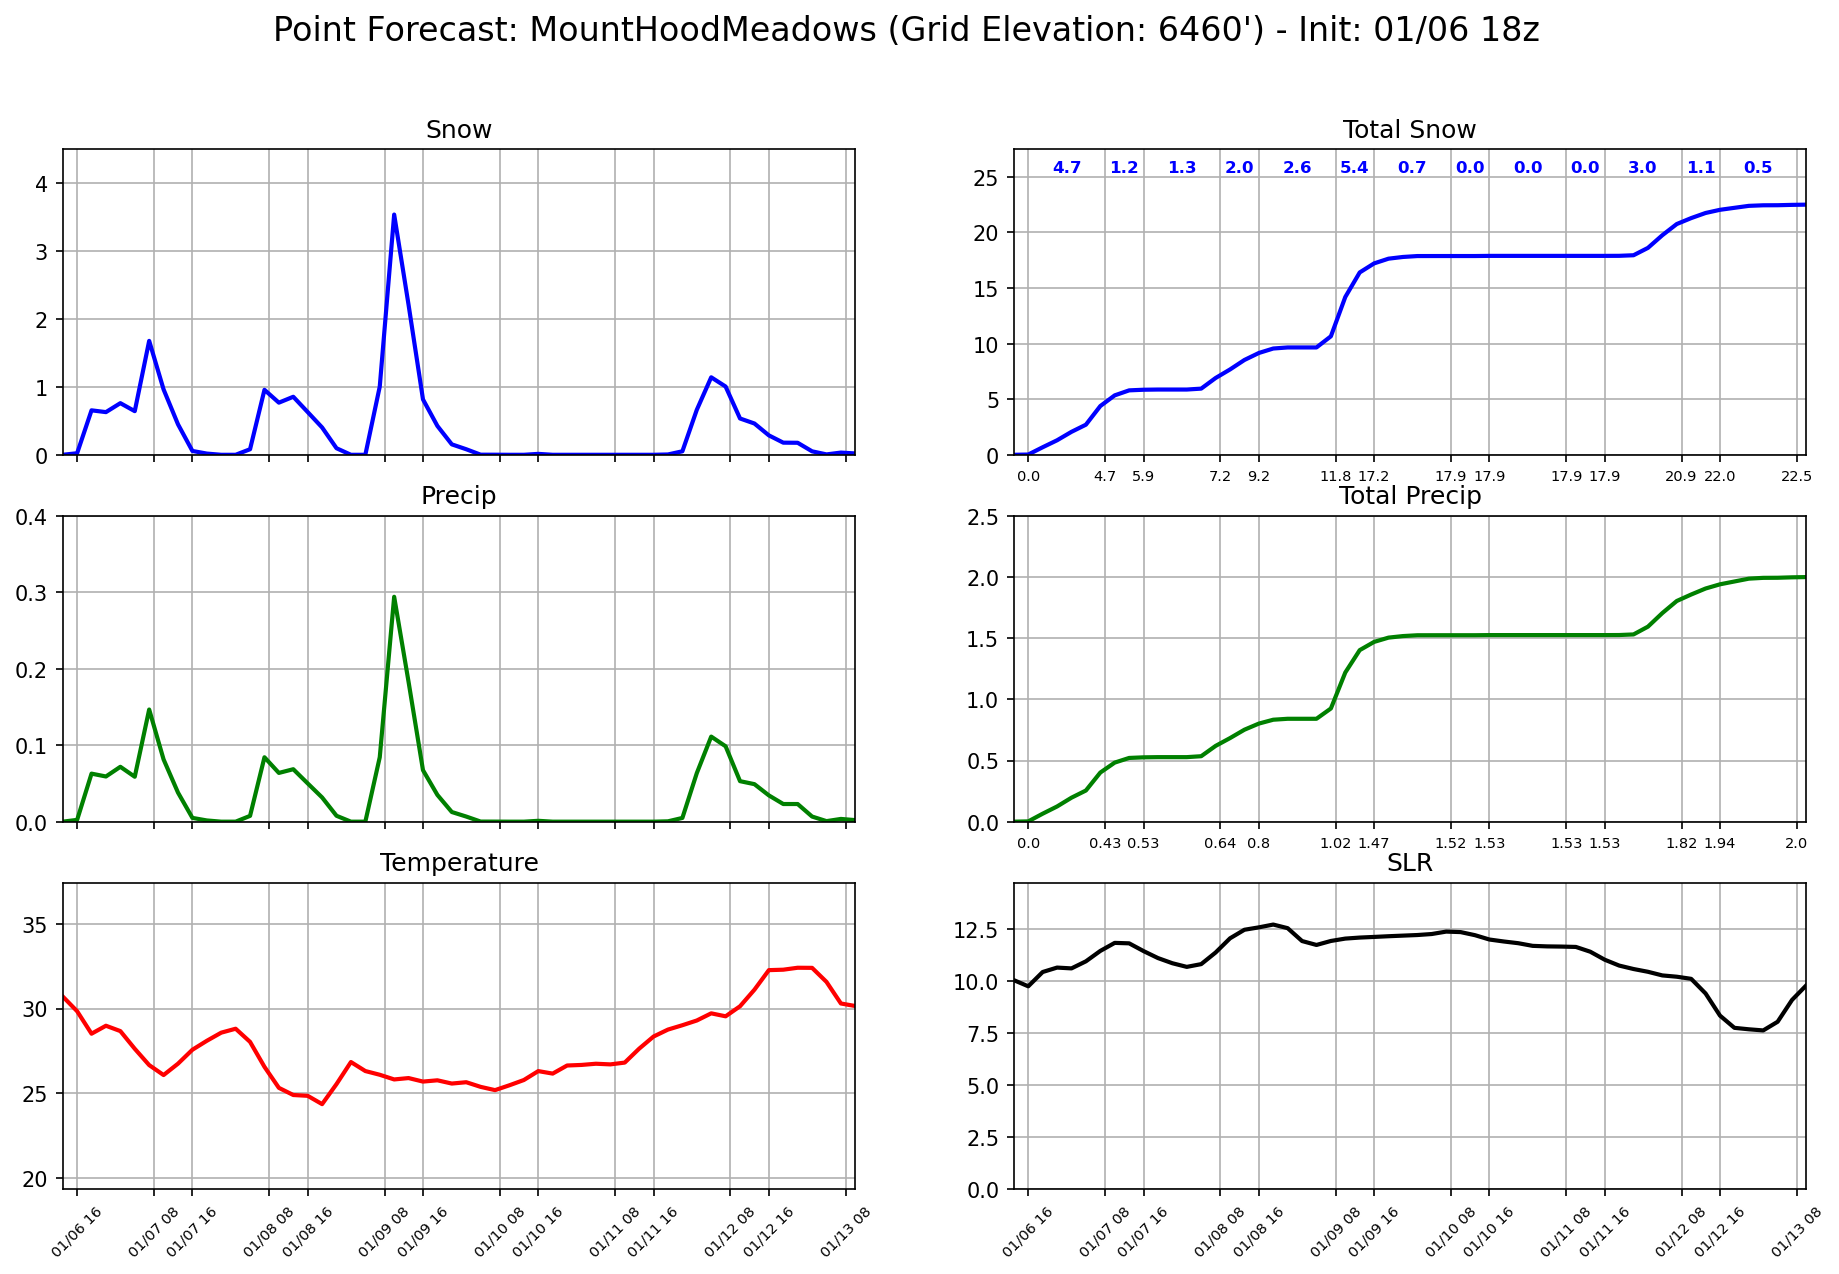 Point Forecast: MountHoodMeadows (Grid Elevation: 6460') - Init: 01/06 18z
Snow
4
3
2
1
0
Total Snow
4.7 1.2 1.3 2.0 2.6 5.4 0.7 0.0 0.0 0.0 3.0 1.1 0.5
25
20
15
10
5
0
0.0 4.7 5.9 7.2 9.2 11.8 17.2 17.9 17.9 17.9 17.9 20.9 22.0 22.5
Precip
0.4
0.3
0.2
0.1
0.0
Total Precip
2.5
2.0
1.5
1.0
0.5
0.0
0.0 0.43 0.53 0.64 0.8 1.02 1.47 1.52 1.53 1.53 1.53 1.82 1.94 2.0
Temperature
35
30
25
20
01/06 16 01/07 08 01/07 16 01/08 08 01/08 16 01/09 08 01/09 16 01/10 08 01/10 16 01/11 08 01/11 16 01/12 08 01/12 16 01/13 08
SLR
12.5
10.0
7.5
5.0
2.5
0.0
01/06 16 01/07 08 01/07 16 01/08 08 01/08 16 01/09 08 01/09 16 01/10 08 01/10 16 01/11 08 01/11 16 01/12 08 01/12 16 01/13 08